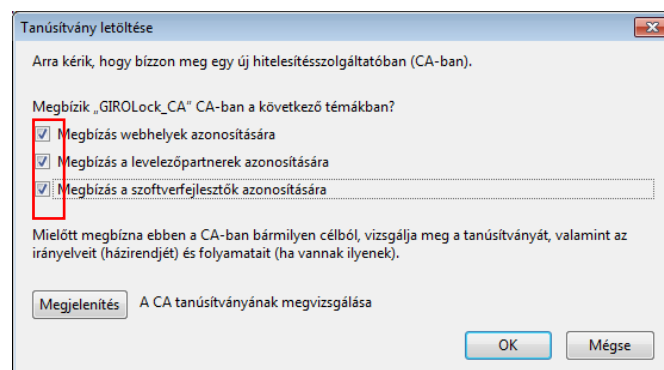 Tanúsítvány letöltése
Arra kérik, hogy bízzon meg egy új hitelesítésszolgáltatóban (CA-ban).
Megbízik „GIROLock_CA" CA-ban a következő témákban?
Megbízás webhelyek azonosítására
Megbízás a levelezőpartnerek azonosítására
Megbízás a szoftverfejlesztők azonosítására
Mielőtt megbízna ebben a CA-ban bármilyen célból, vizsgálja meg a tanúsítványát, valamint az
irányelveit (házirendjét) és folyamatait (ha vannak ilyenek).
Megjelenítés A CA tanúsítványának megvizsgálása
OK Mégse